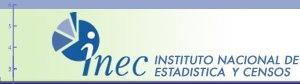 inec INSTITUTO NACIONAL DE
ESTADISTICA Y CENSOS